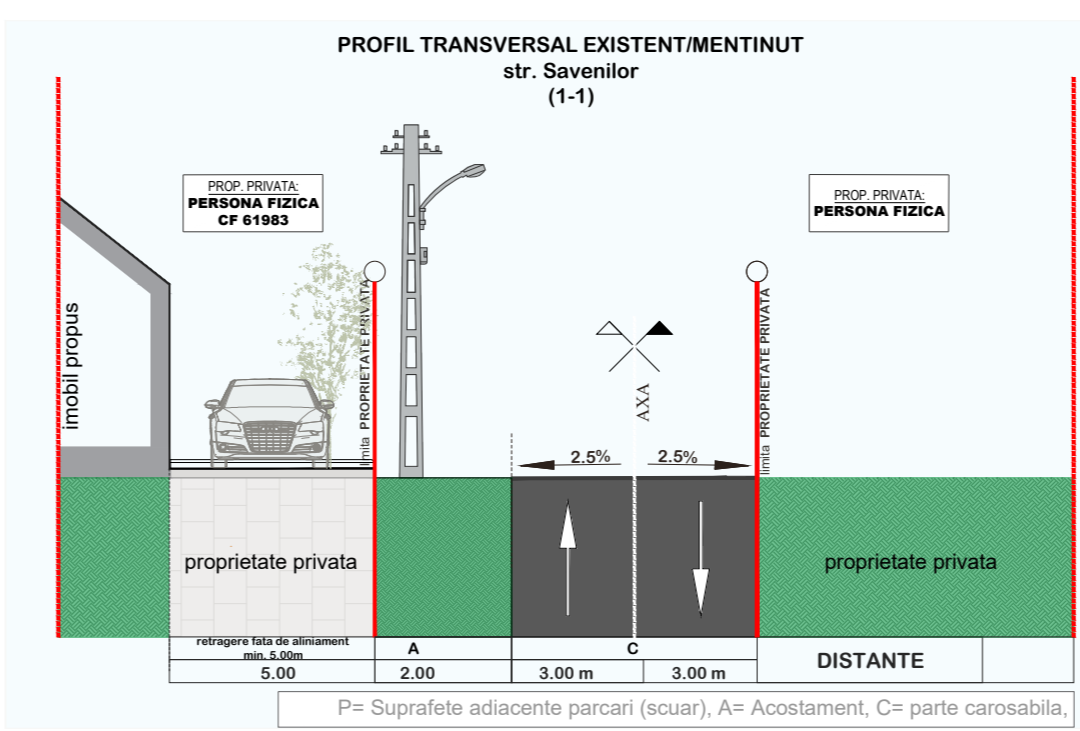 PROFIL TRANSVERSAL EXISTENT/MENTINUT
str. Savenilor
(1-1)
PROP. PRIVATA:
PERSONA FIZICA
CF 61983
PROP. PRIVATA:
PERSONA FIZICA
imobil propus
limita PROPRIETATE PRIVATA
AXA
limita PROPRIETATE PRIVATA
2.5%
2.5%
proprietate privata
proprietate privata
retragere fata de aliniament
min. 5.00m
A
C
DISTANTE
5.00
2.00
3.00 m
3.00 m
P= Suprafete adiacente parcari (scuar), A= Acostament, C= parte carosabila,